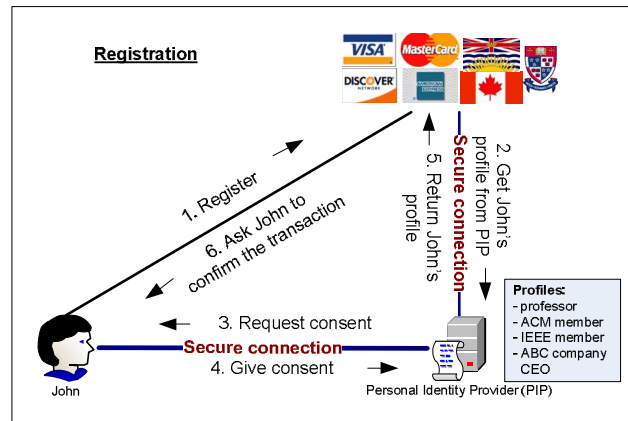 Registration
VISA
MasterCard
DISCOVER
NETWORK
AMERICAN
EXPRESS
1. Register
6. Ask John to
confirm the transaction
5. Return John's
profile
Secure connection
2. Get John's
profile from PIP
3. Request consent
Secure connection
4. Give consent
John
Personal Identity Provider (PIP)
Profiles:
- professor
- ACM member
- IEEE member
- ABC company
CEO